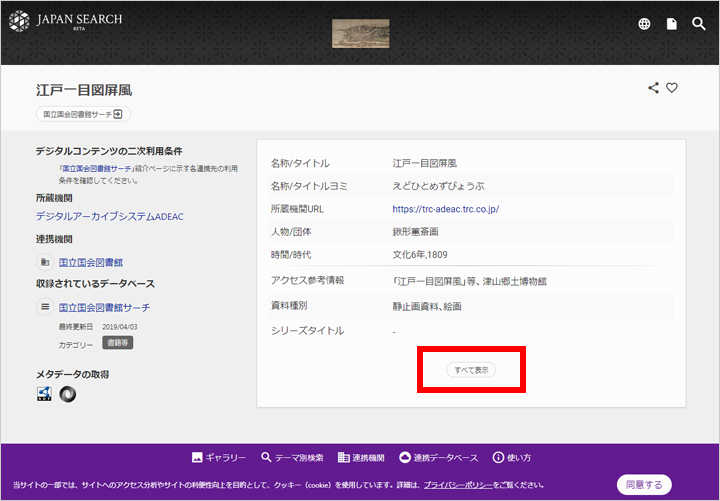 JAPAN SEARCH
BETA
江戸一目図屏風
国立国会図書館サーチ
デジタルコンテンツの二次利用条件
「国立国会図書館サーチ」紹介ページに示す各連携先の利用
条件を確認してください。
所蔵機関
デジタルアーカイブシステムADEAC
連携機関
国立国会図書館
収録されているデータベース
国立国会図書館サーチ
最終更新日 2019/04/03
カテゴリー 書籍等
メタデータの取得
名称/タイトル 江戸一目図屏風
名称/タイトルヨミ えどひとめずびょうぶ
所蔵機関URL https://trc-adeac.trc.co.jp/
人物/団体 鍬形蕙斎画
時間/時代 文化6年,1809
アクセス参考情報 「江戸一目図屏風」等、津山郷土博物館
資料種別 静止画資料、絵画
シリーズタイトル -
すべて表示
ギャラリー テーマ別検索 連携機関 連携データベース 使い方
当サイトの一部では、サイトへのアクセス分析やサイトの利便性向上を目的として、クッキー（cookie）を使用しています。詳細は、プライバシーポリシーをご覧ください。
同意する